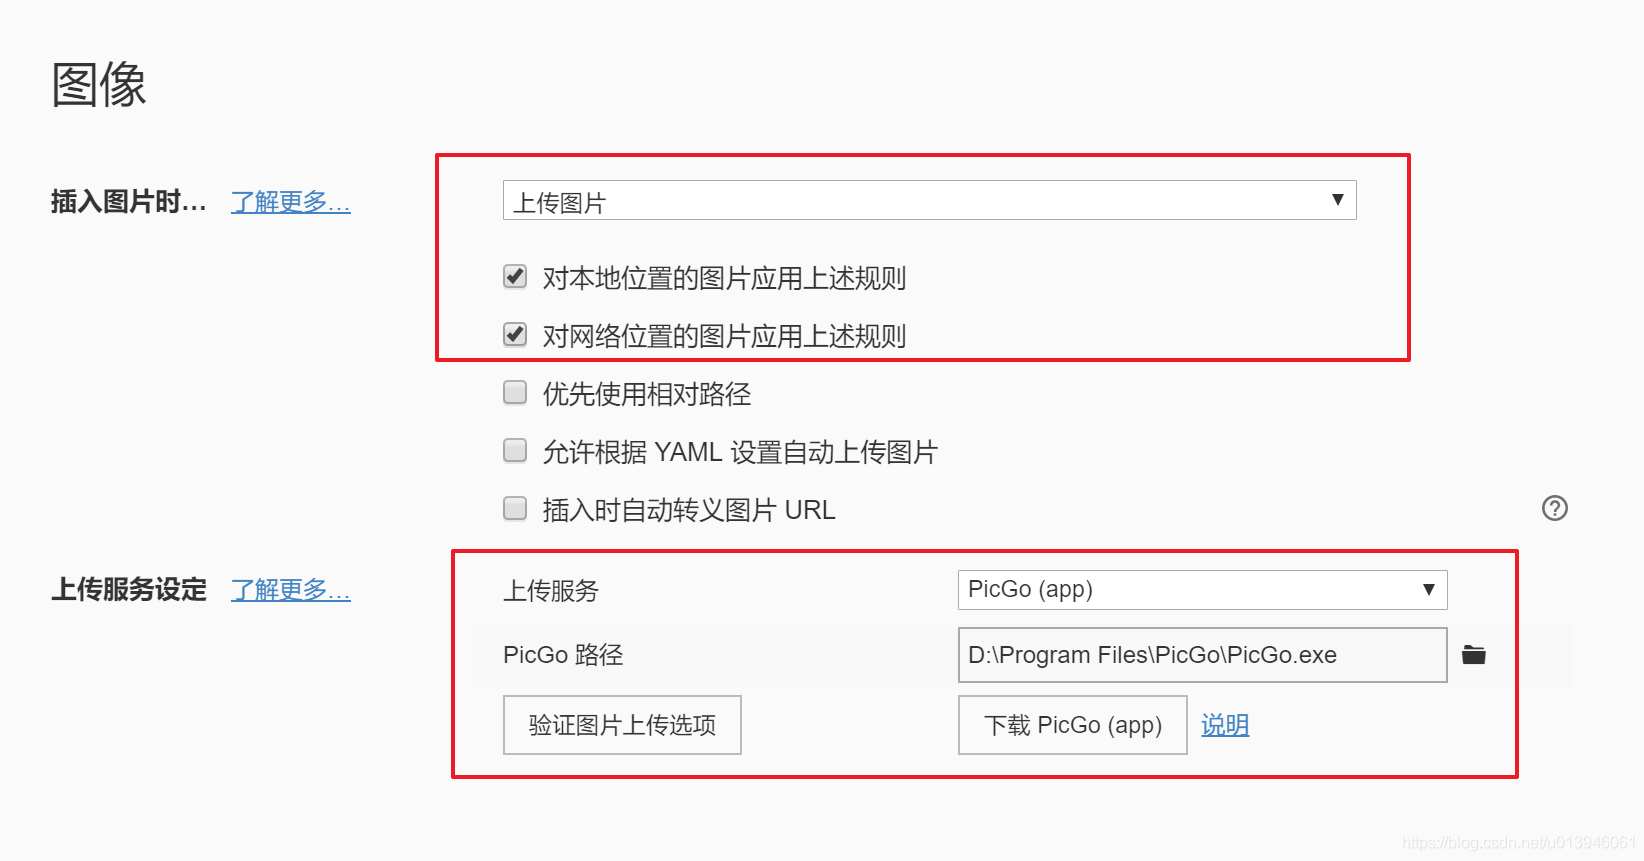 图像
插入图片时... 了解更多...
上传图片
对本地位置的图片应用上述规则
对网络位置的图片应用上述规则
优先使用相对路径
允许根据 YAML 设置自动上传图片
插入时自动转义图片 URL
上传服务设定 了解更多...
上传服务 PicGo (app)
PicGo 路径 D:\Program Files\PicGo\PicGo.exe
验证图片上传选项 下载 PicGo (app) 说明
https://blog.csdn.net/u013946061